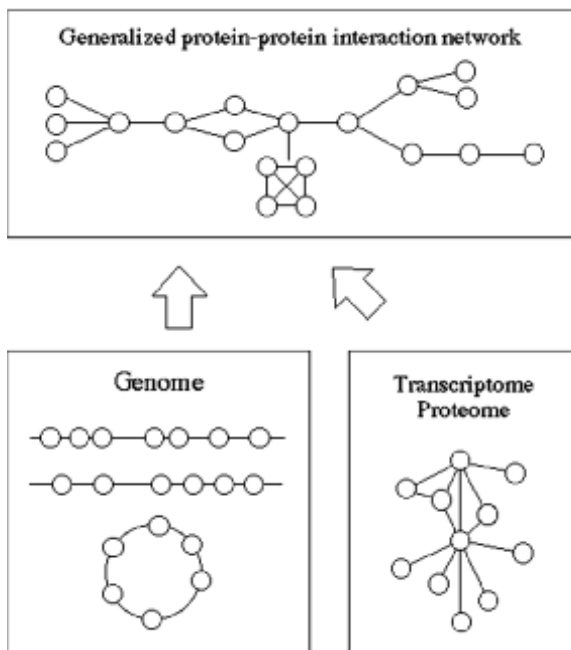 Generalized protein-protein interaction network
Genome
Transcriptome
Proteome